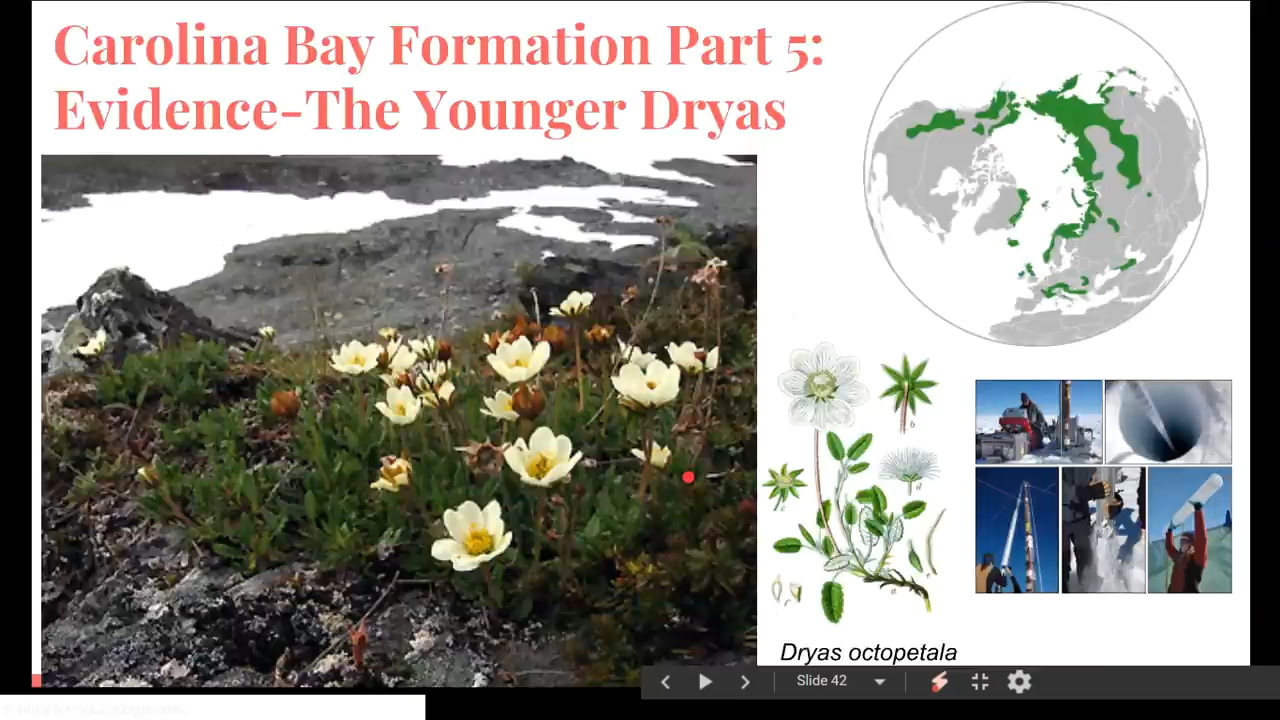 Carolina Bay Formation Part 5:
Evidence-The Younger Dryas
Dryas octopetala
Slide 42